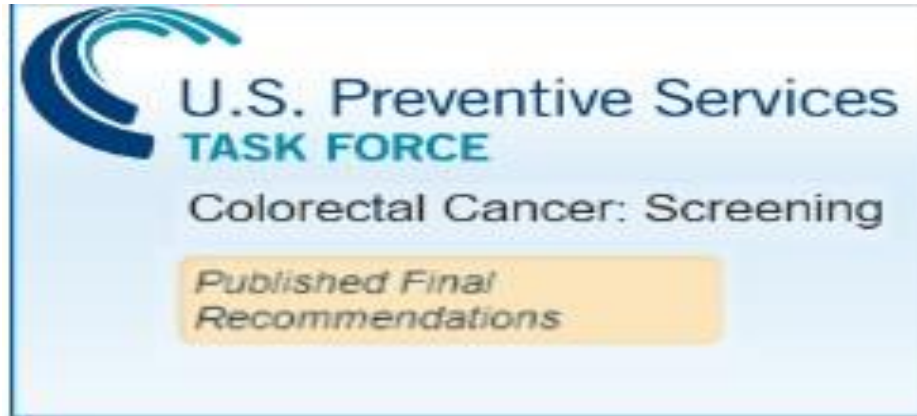 U.S. Preventive Services
TASK FORCE
Colorectal Cancer: Screening
Published Final
Recommendations